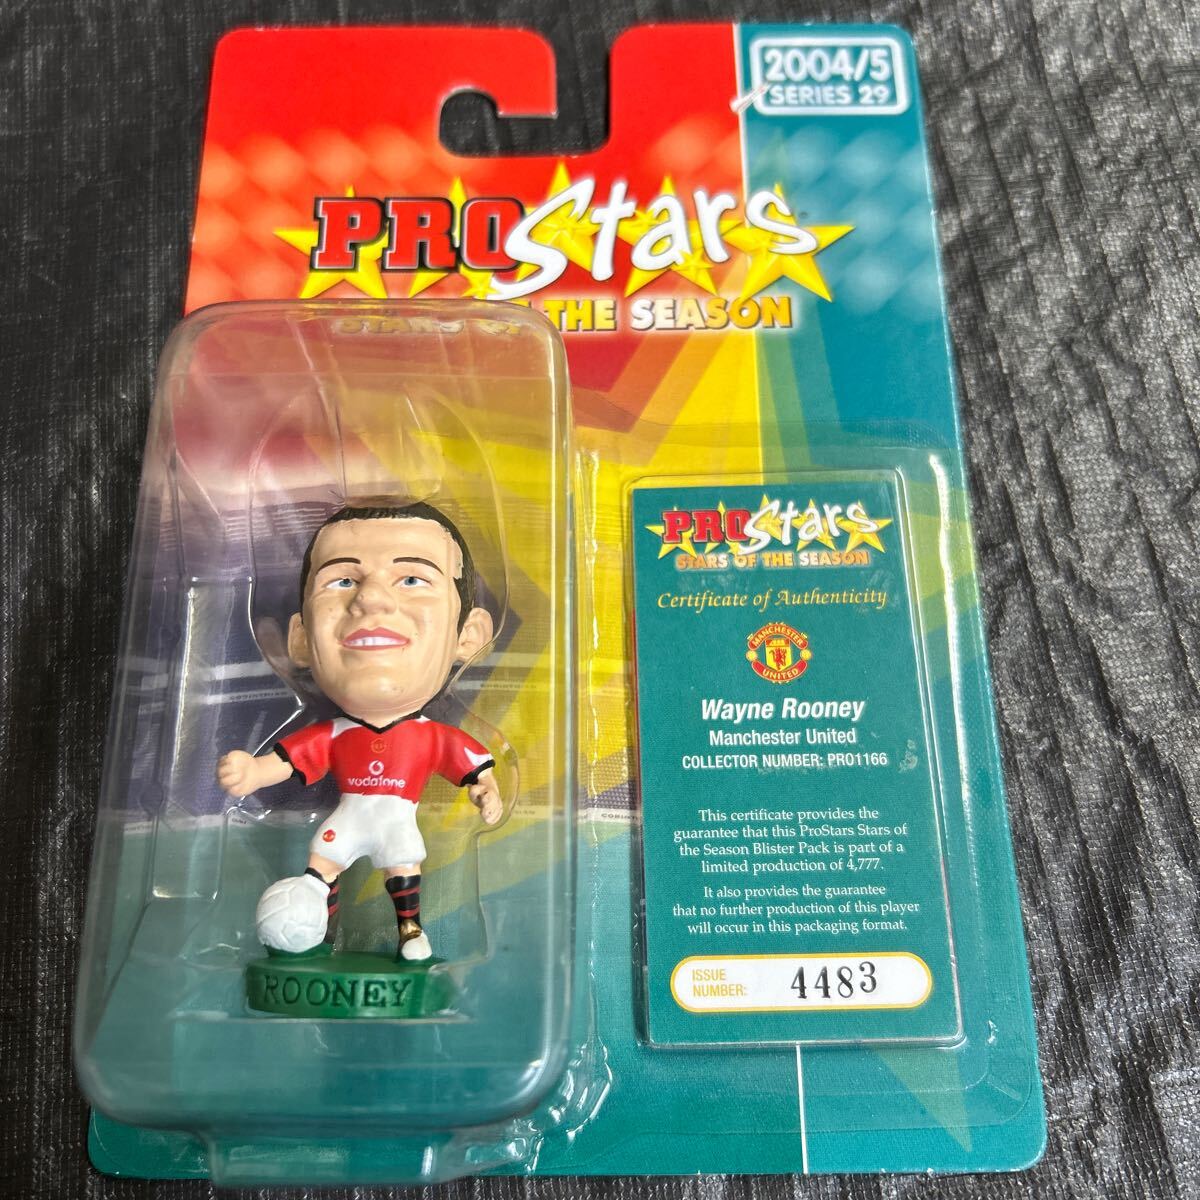 2004/5
SERIES 29
PROStars
THE SEASON
vodafone
ROONEY
PROStars
STARS OF THE SEASON
Certificate of Authenticity
MANCHESTER
UNITED
Wayne Rooney
Manchester United
COLLECTOR NUMBER: PRO1166
This certificate provides the
guarantee that this ProStars Stars of
the Season Blister Pack is part of a
limited production of 4,777.
It also provides the guarantee
that no further production of this player
will occur in this packaging format.
ISSUE
NUMBER:
4483